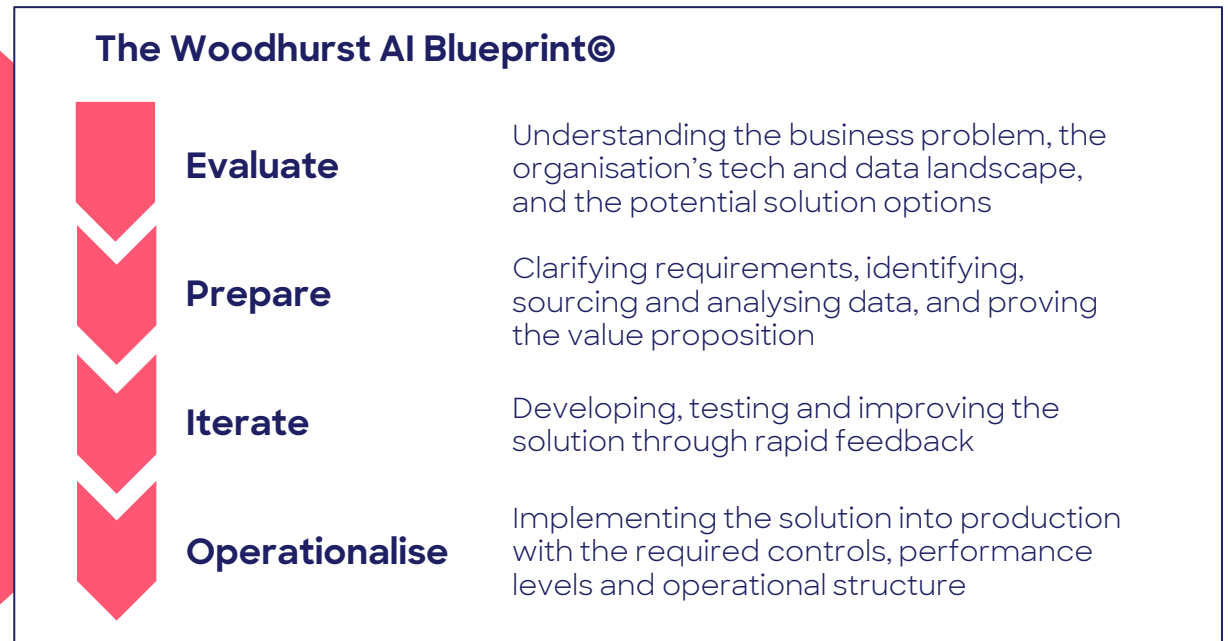 The Woodhurst AI Blueprint©
Evaluate
Understanding the business problem, the
organisation's tech and data landscape,
and the potential solution options
Prepare
Clarifying requirements, identifying,
sourcing and analysing data, and proving
the value proposition
Iterate
Developing, testing and improving the
solution through rapid feedback
Operationalise
Implementing the solution into production
with the required controls, performance
levels and operational structure